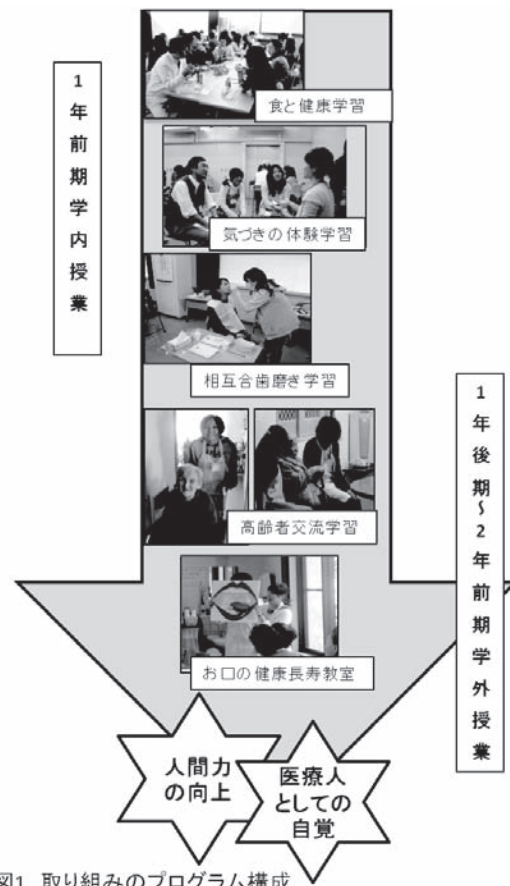 1年前期学内授業
食と健康学習
気づきの体験学習
相互合歯磨き学習
1年後期～2年前期学外授業
高齢者交流学習
お口の健康長寿教室
人間力
の向上
医療人
としての
自覚
図1 取り組みのプログラム構成